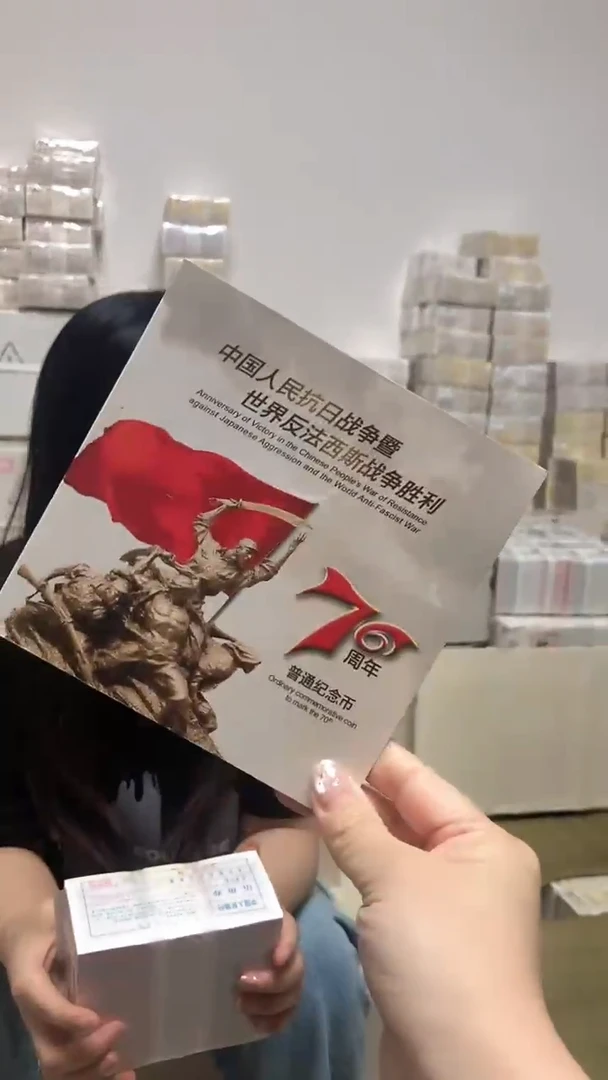 中国人民抗日战争暨
世界反法西斯战争胜利
Anniversary of Victory in the Chinese People's War of Resistance
against Japanese Aggression and the World Anti-Fascist War
70
周年
普通纪念币
Ordinary commemorative coin
to mark the 70th